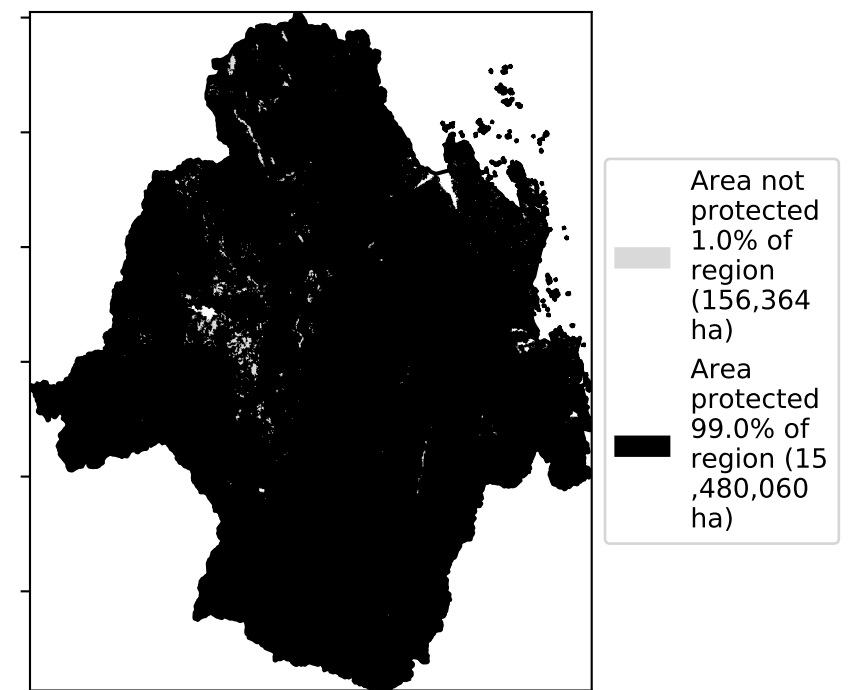 Area not
protected
1.0% of
region
(156,364
ha)
Area
protected
99.0% of
region (15
,480,060
ha)